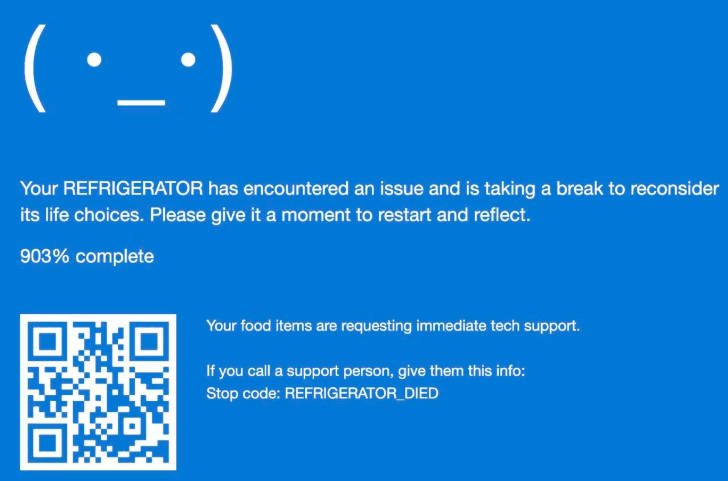 ( ·_·)
Your REFRIGERATOR has encountered an issue and is taking a break to reconsider
its life choices. Please give it a moment to restart and reflect.
903% complete
Your food items are requesting immediate tech support.
If you call a support person, give them this info:
Stop code: REFRIGERATOR_DIED